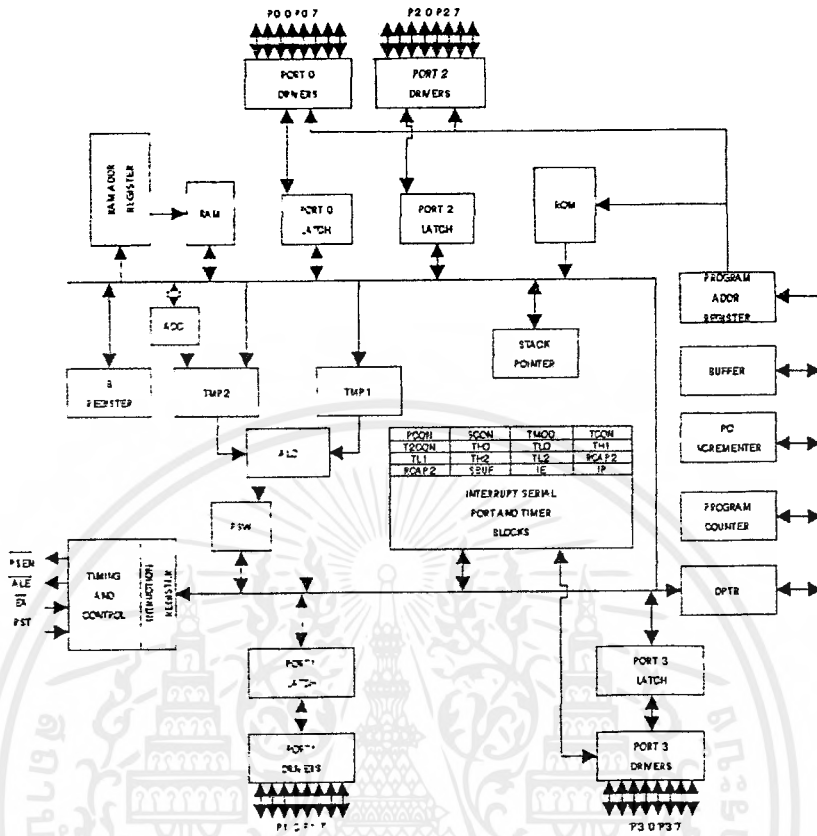 P0 0 P0 7
P2 0 P2 7
PORT 0
DRIVERS
PORT 2
DRIVERS
RAM ADDR
REGISTER
RAM
PORT 0
LATCH
PORT 2
LATCH
ROM
PROGRAM
ADDR
REGISTER
ACC
STACK
POINTER
B
REGISTER
TMP2
TMP1
BUFFER
ALU
PCON SCON TMOD TCON
T2CON TH0 TL0 TH1
TL1 TH2 TL2 RCAP2
RCAP2 SBUF IE IP
INTERRUPT SERIAL
PORT AND TIMER
BLOCKS
PC
NCREMENTER
PSW
PROGRAM
COUNTER
PSEN
ALE
EA
RST
TIMING
AND
CONTROL
INTRUCTION
REGISTER
DPTR
PORT 1
LATCH
PORT 3
LATCH
PORT 1
DRIVERS
PORT 3
DRIVERS
P3 0 P3 7